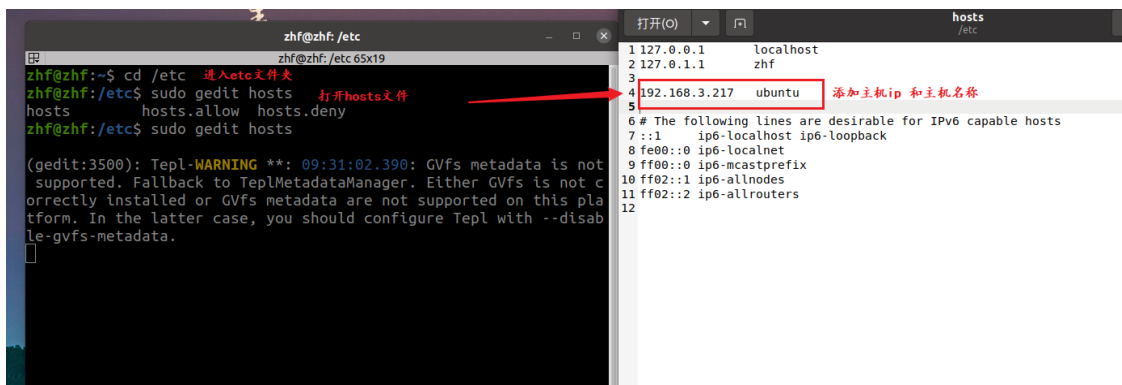 zhf@zhf: /etc
zhf@zhf: /etc 65x19
zhf@zhf:~$ cd /etc 进入etc文件夹
zhf@zhf:/etc$ sudo gedit hosts 打开hosts文件
hosts hosts.allow hosts.deny
zhf@zhf:/etc$ sudo gedit hosts
(gedit:3500): Tepl-WARNING **: 09:31:02.390: GVfs metadata is not
supported. Fallback to TeplMetadataManager. Either GVfs is not c
orrectly installed or GVfs metadata are not supported on this pla
tform. In the latter case, you should configure Tepl with --disab
le-gvfs-metadata.
打开(O)
hosts
/etc
1 127.0.0.1 localhost
2 127.0.1.1 zhf
3
4 192.168.3.217 ubuntu 添加主机ip 和主机名称
5
6 # The following lines are desirable for IPv6 capable hosts
7 ::1 ip6-localhost ip6-loopback
8 fe00::0 ip6-localnet
9 ff00::0 ip6-mcastprefix
10 ff02::1 ip6-allnodes
11 ff02::2 ip6-allrouters
12